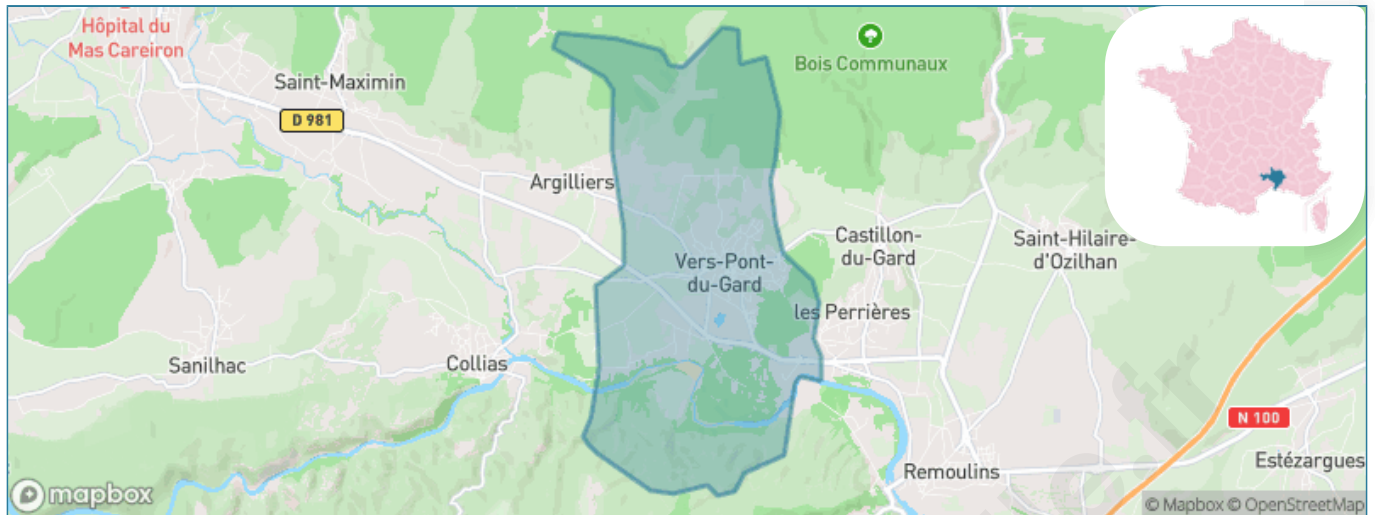 Hôpital du
Mas Careiron
Saint-Maximin
D 981
Bois Communaux
Argilliers
Castillon-
du-Gard
Saint-Hilaire-
d'Ozilhan
Vers-Pont-
du-Gard
les Perrières
Sanilhac
Collias
N 100
Remoulins
Estézargues
mapbox
© Mapbox © OpenStreetMap